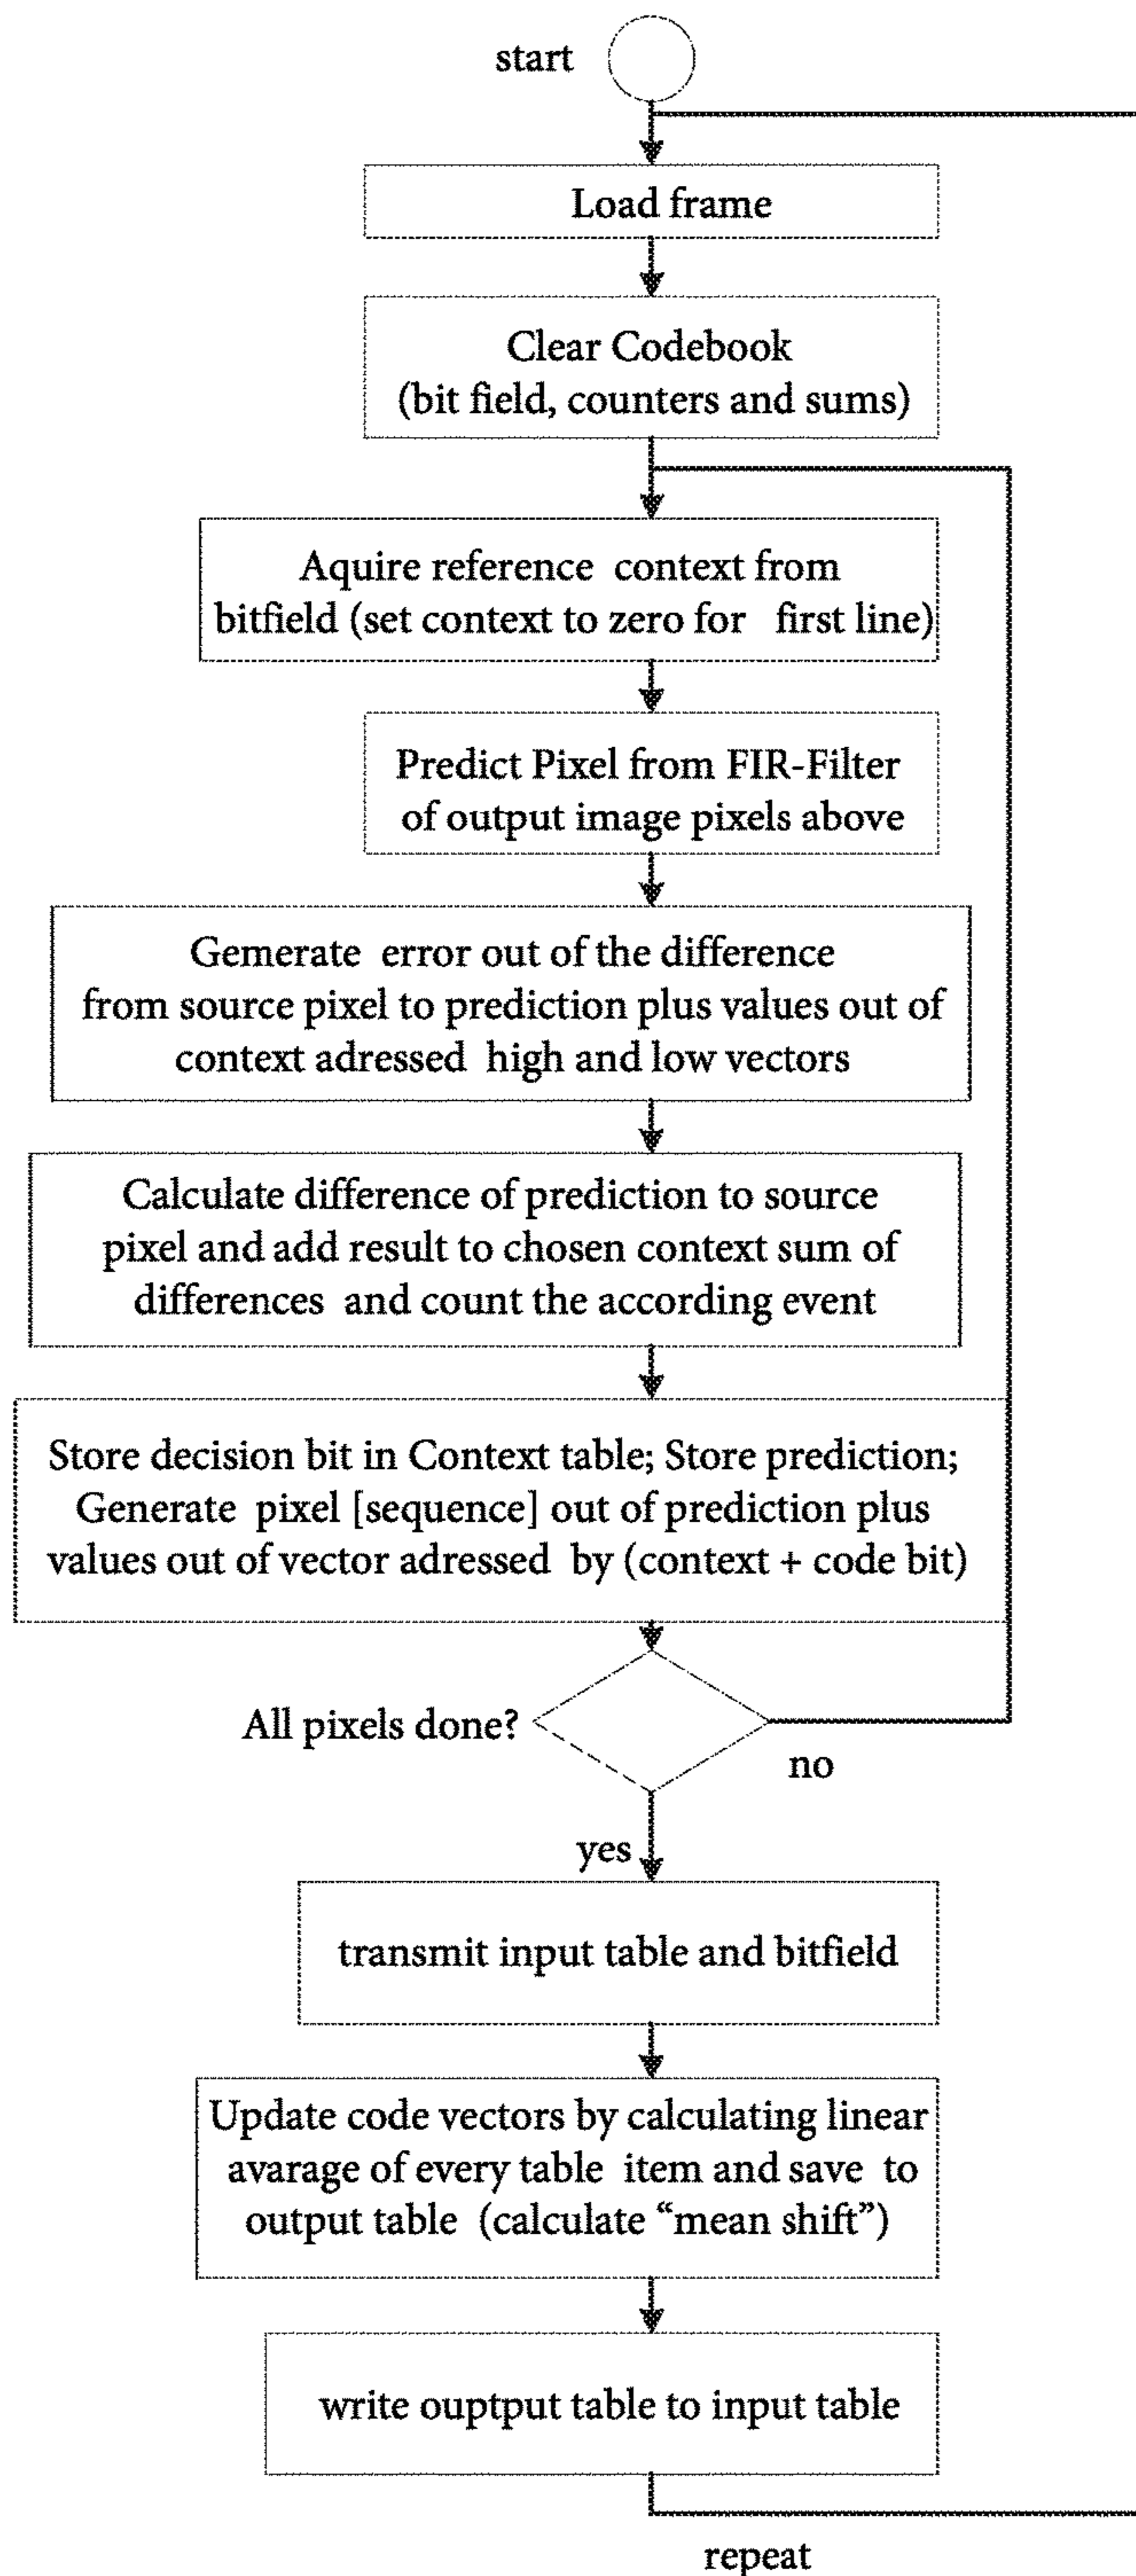 start
Load frame
Clear Codebook
(bit field, counters and sums)
Aquire reference context from
bitfield (set context to zero for first line)
Predict Pixel from FIR-Filter
of output image pixels above
Gemerate error out of the difference
from source pixel to prediction plus values out of
context adressed high and low vectors
Calculate difference of prediction to source
pixel and add result to chosen context sum of
differences and count the according event
Store decision bit in Context table; Store prediction;
Generate pixel [sequence] out of prediction plus
values out of vector adressed by (context + code bit)
All pixels done?
no
yes
transmit input table and bitfield
Update code vectors by calculating linear
avarage of every table item and save to
output table (calculate “mean shift”)
write ouptput table to input table
repeat